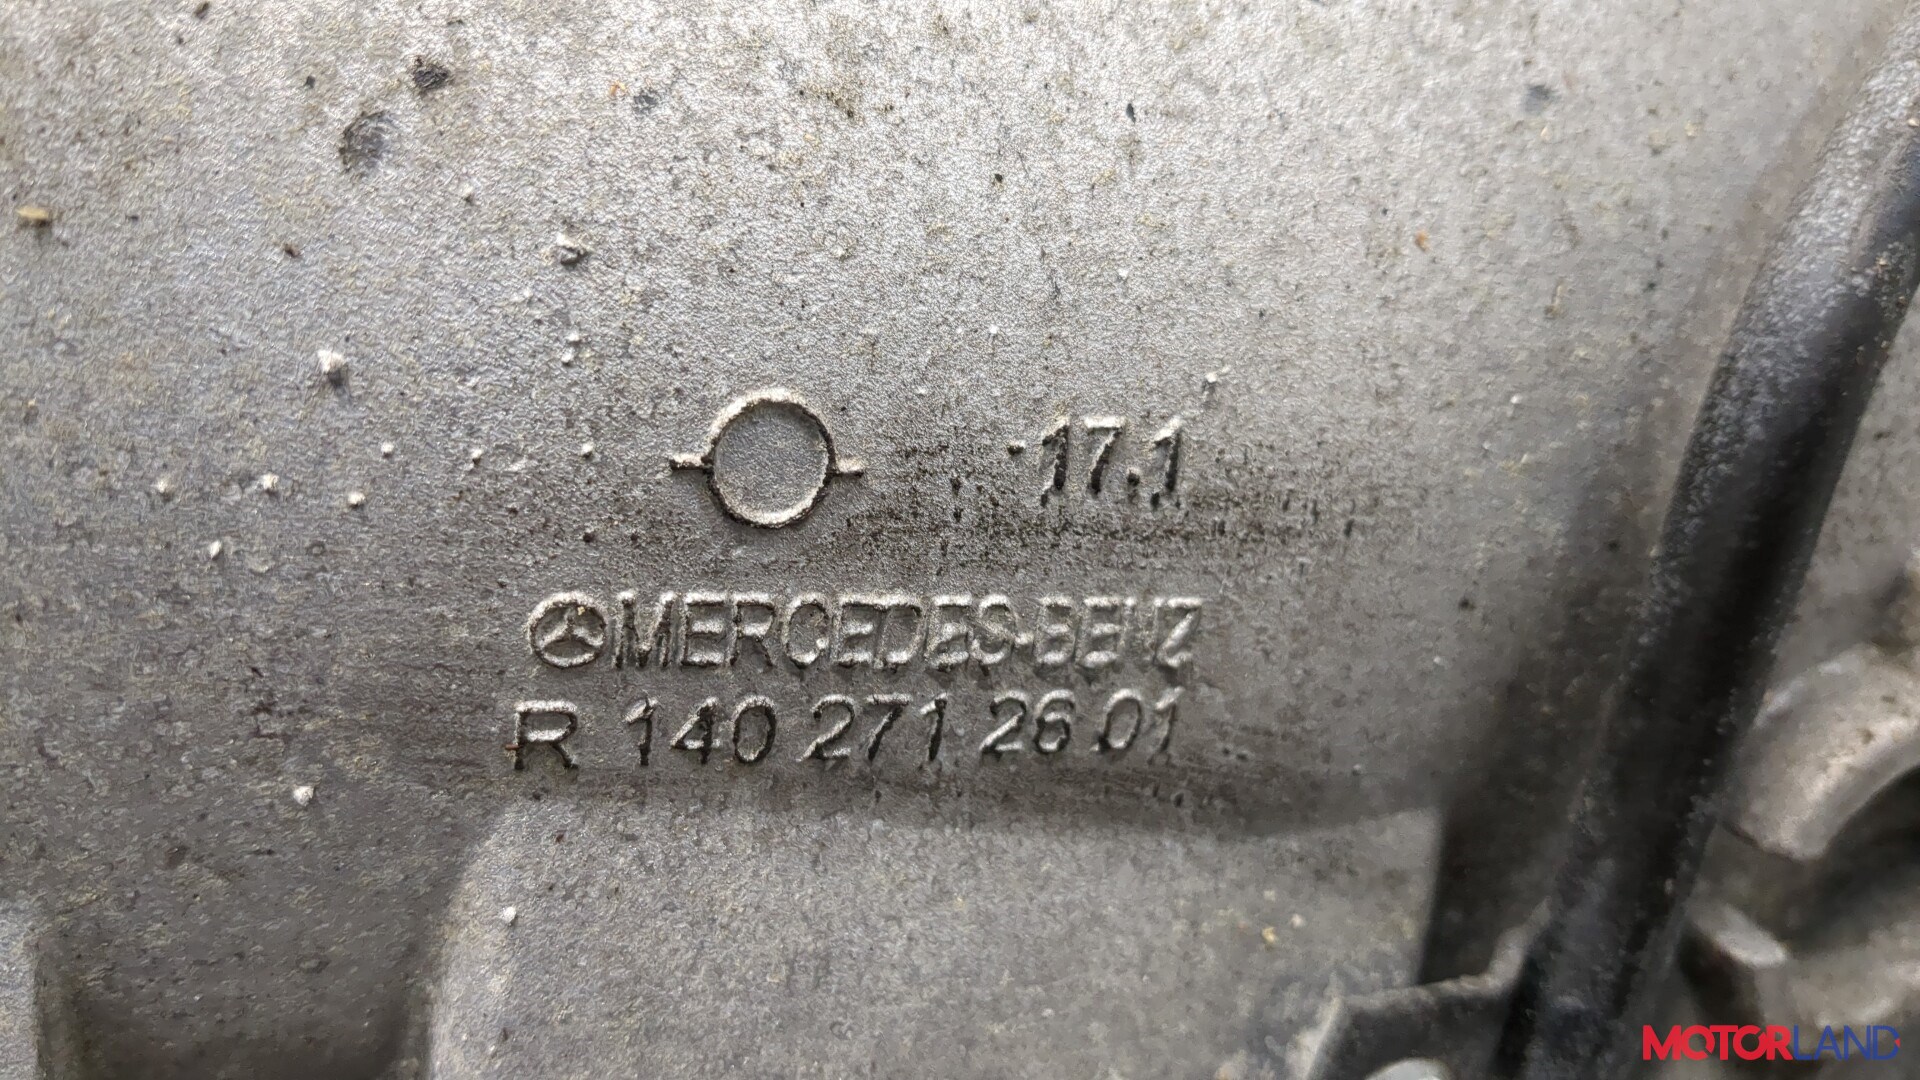 17.1
MERCEDES-BENZ
R 140 271 26 01
MOTORLAND